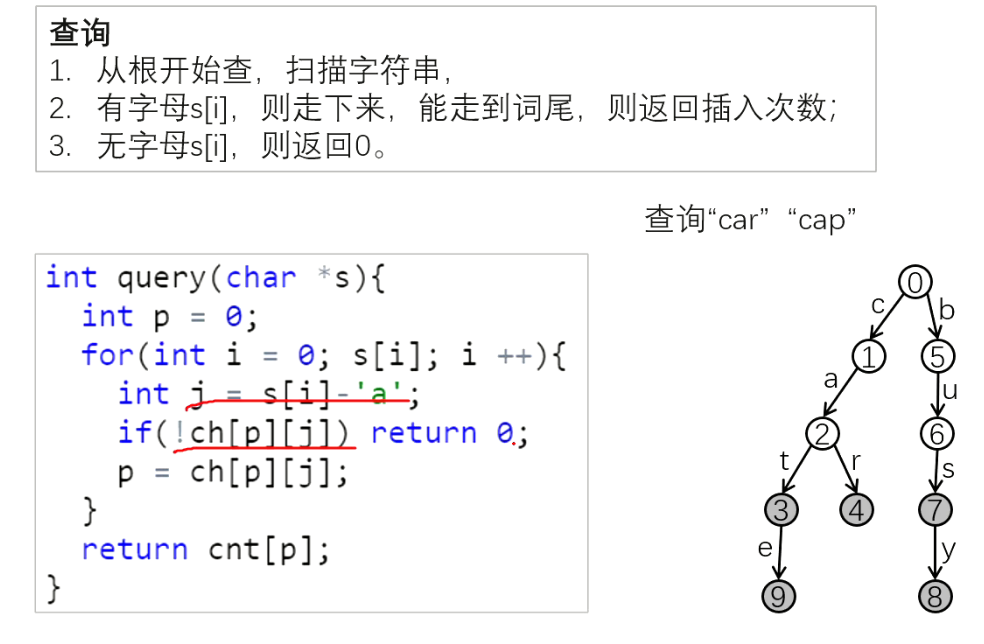 查询
1. 从根开始查，扫描字符串，
2. 有字母s[i]，则走下来，能走到词尾，则返回插入次数；
3. 无字母s[i]，则返回0。
查询“car” “cap”
int query(char *s){
int p = 0;
for(int i = 0; s[i]; i ++){
int j = s[i]-'a';
if(!ch[p][j]) return 0;
p = ch[p][j];
}
return cnt[p];
}
0
c b
1 5
a u
2 6
t r s
3 4 7
e y
9 8